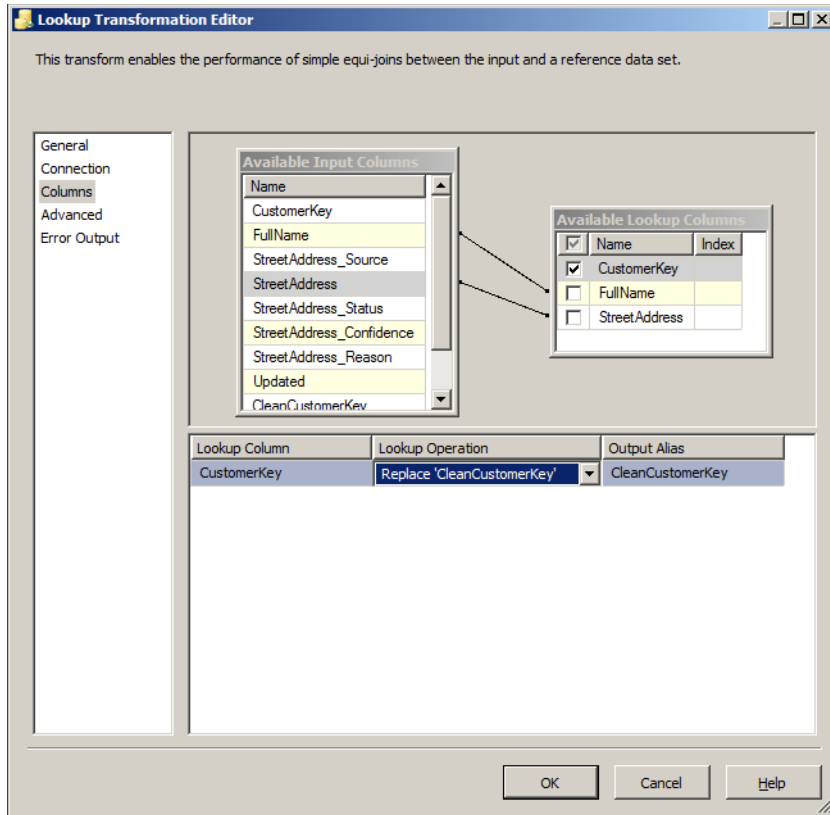 Lookup Transformation Editor
This transform enables the performance of simple equi-joins between the input and a reference data set.
General
Connection
Columns
Advanced
Error Output
Available Input Columns
Name
CustomerKey
FullName
StreetAddress_Source
StreetAddress
StreetAddress_Status
StreetAddress_Confidence
StreetAddress_Reason
Updated
CleanCustomerKey
Available Lookup Columns
Name Index
CustomerKey
FullName
StreetAddress
Lookup Column Lookup Operation Output Alias
CustomerKey Replace 'CleanCustomerKey' CleanCustomerKey
OK Cancel Help